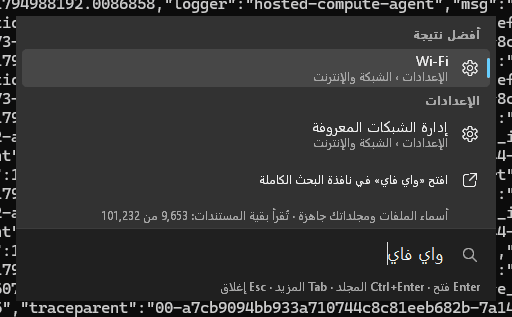 794988192.0086858,"logger":"hosted-compute-agent","msg"
أفضل نتيجة
Wi-Fi
الإعدادات › الشبكة والإنترنت
الإعدادات
إدارة الشبكات المعروفة
الإعدادات › الشبكة والإنترنت
افتح «واي فاي» في نافذة البحث الكاملة
أسماء الملفات ومجلداتك جاهزة · تُقرأ بقية المستندات: 9,653 من 101,232
واي فاي
Enter فتح · Ctrl+Enter المجلد · Tab المزيد · Esc إغلاق
","traceparent":"00-a7cb9094bb933a710744c8c81eeb682b-7a14